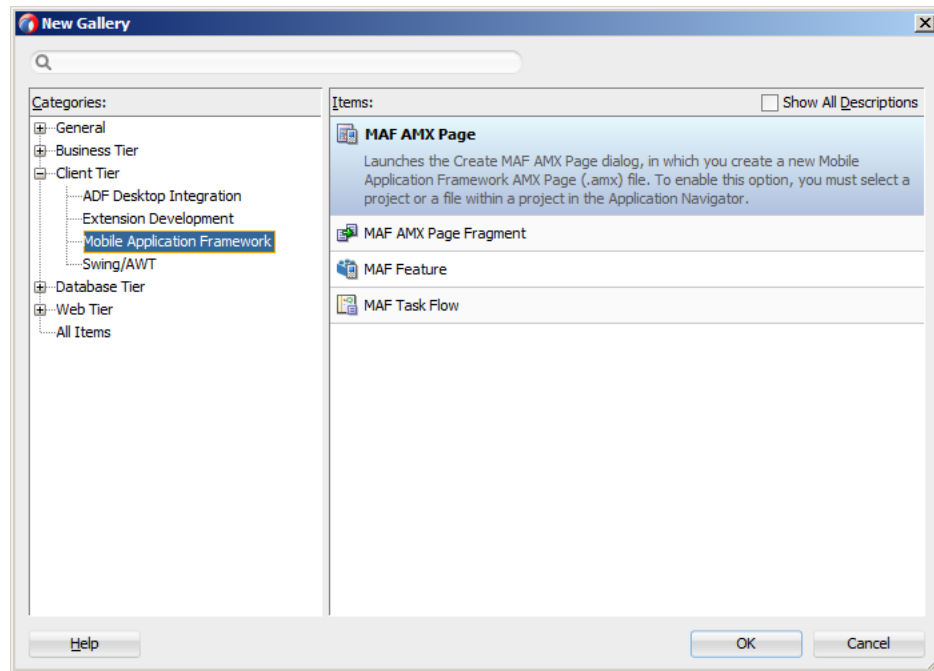 New Gallery
Categories:
General
Business Tier
Client Tier
ADF Desktop Integration
Extension Development
Mobile Application Framework
Swing/AWT
Database Tier
Web Tier
All Items
Items:
Show All Descriptions
MAF AMX Page
Launches the Create MAF AMX Page dialog, in which you create a new Mobile
Application Framework AMX Page (.amx) file. To enable this option, you must select a
project or a file within a project in the Application Navigator.
MAF AMX Page Fragment
MAF Feature
MAF Task Flow
Help
OK
Cancel